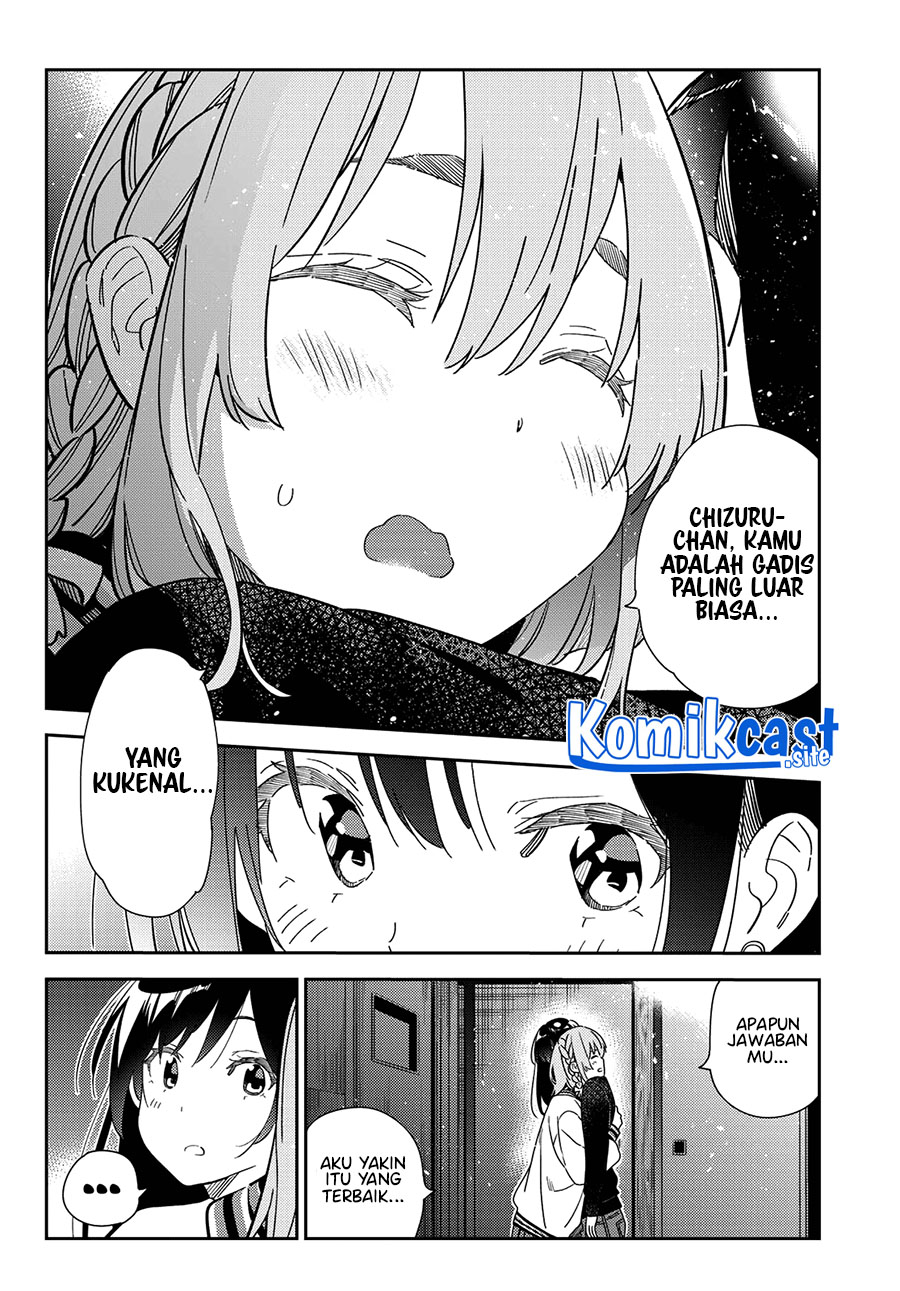 CHIZURU-
CHAN, KAMU
ADALAH GADIS
PALING LUAR
BIASA...
Komikcast
.site
YANG
KUKENAL...
APAPUN
JAWABAN
MU...
AKU YAKIN
ITU YANG
TERBAIK...
...